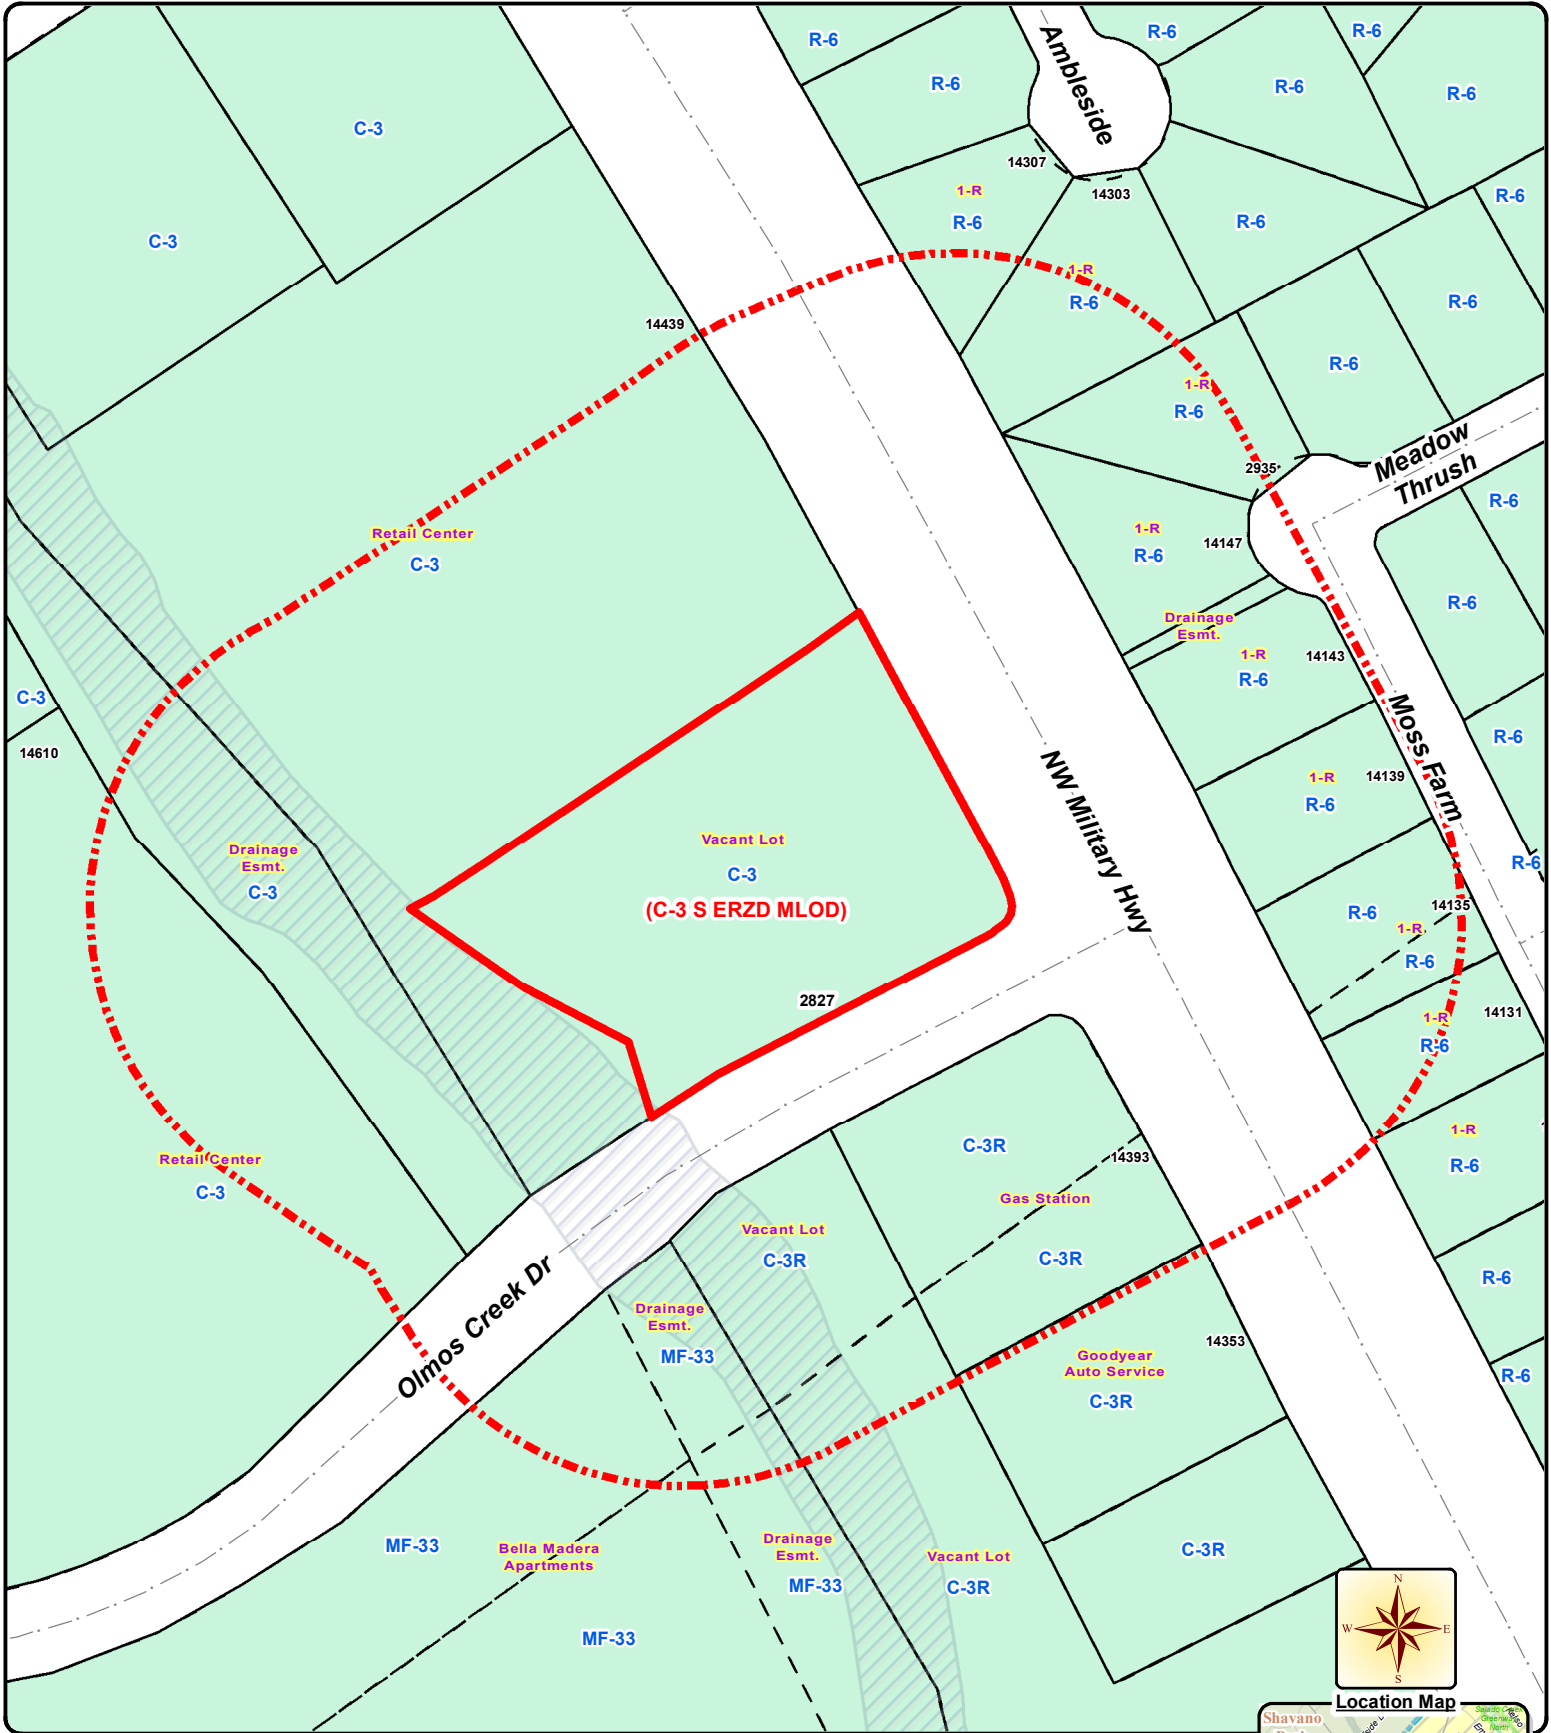 R-6
R-6
R-6
R-6
R-6
R-6
Ambleside
C-3
14307
14303
1-R
R-6
R-6
R-6
C-3
1-R
R-6
R-6
14439
1-R
R-6
R-6
2935
Meadow
Thrush
Retail Center
C-3
1-R
R-6
14147
R-6
R-6
Drainage
Esmt.
1-R
R-6
14143
C-3
14610
Moss Farm
R-6
NW Military Hwy
1-R
R-6
14139
Vacant Lot
C-3
(C-3 S ERZD MLOD)
Drainage
Esmt.
C-3
R-6
R-6
14135
1-R
R-6
2827
14131
1-R
R-6
C-3R
14393
1-R
R-6
Retail Center
C-3
Gas Station
C-3R
Vacant Lot
C-3R
R-6
Olmos Creek Dr
Drainage
Esmt.
MF-33
14353
Goodyear
Auto Service
C-3R
R-6
MF-33
Bella Madera
Apartments
Drainage
Esmt.
MF-33
Vacant Lot
C-3R
C-3R
MF-33
N
W
E
S
Location Map
Shavano
Salado Creek
Greenway
North